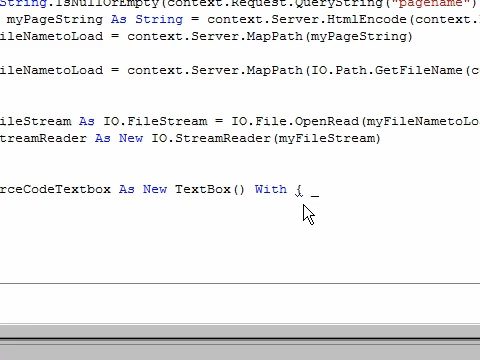 String.IsNullOrEmpty(context.Request.QueryString("pagename")
myPageString As String = context.Server.HtmlEncode(context.
ileNametoLoad = context.Server.MapPath(myPageString)
ileNametoLoad = context.Server.MapPath(IO.Path.GetFileName(c
ileStream As IO.FileStream = IO.File.OpenRead(myFileNametoLo
treamReader As New IO.StreamReader(myFileStream)
rceCodeTextbox As New TextBox() With { _